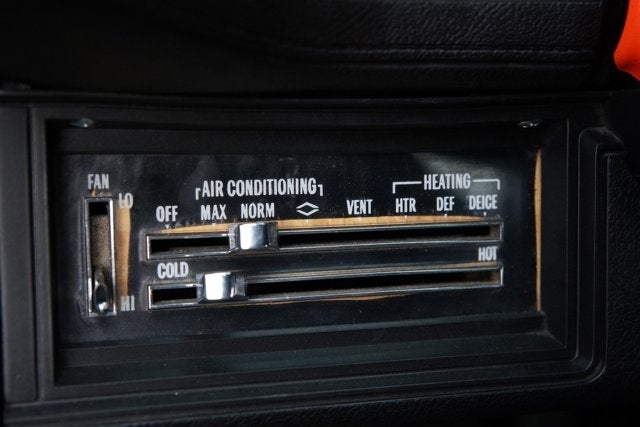 FAN
LO
HI
AIR CONDITIONING
HEATING
OFF MAX NORM VENT HTR DEF DEICE
COLD HOT